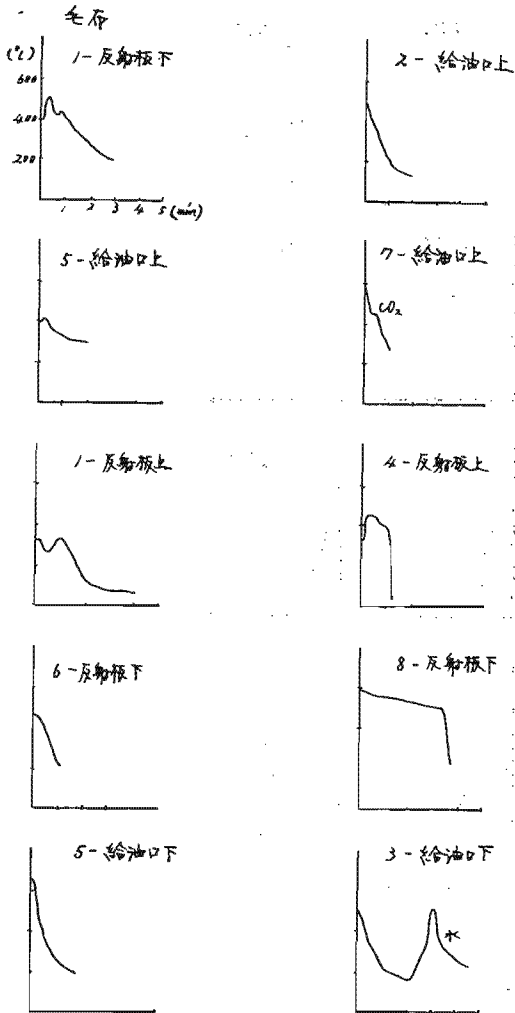 毛布
(℃)
1-反射板下
600
400
200
1 2 3 4 5 (min)
2-給油口上
5-給油口上
7-給油口上
CO₂
1-反射板上
4-反射板上
6-反射板下
8-反射板下
5-給油口下
3-給油口下
水